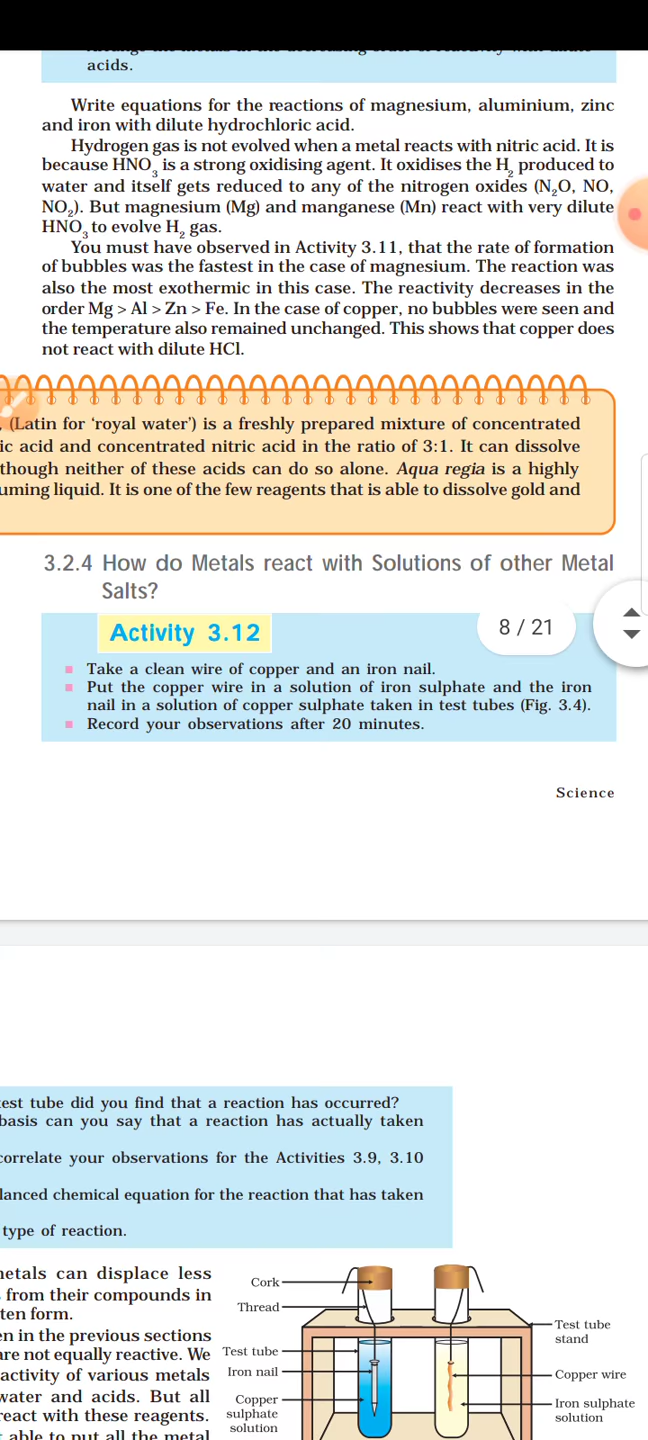 acids.
Write equations for the reactions of magnesium, aluminium, zinc
and iron with dilute hydrochloric acid.
Hydrogen gas is not evolved when a metal reacts with nitric acid. It is
because HNO₃ is a strong oxidising agent. It oxidises the H₂ produced to
water and itself gets reduced to any of the nitrogen oxides (N₂O, NO,
NO₂). But magnesium (Mg) and manganese (Mn) react with very dilute
HNO₃ to evolve H₂ gas.
You must have observed in Activity 3.11, that the rate of formation
of bubbles was the fastest in the case of magnesium. The reaction was
also the most exothermic in this case. The reactivity decreases in the
order Mg > Al > Zn > Fe. In the case of copper, no bubbles were seen and
the temperature also remained unchanged. This shows that copper does
not react with dilute HCl.
(Latin for ‘royal water’) is a freshly prepared mixture of concentrated
ic acid and concentrated nitric acid in the ratio of 3:1. It can dissolve
though neither of these acids can do so alone. Aqua regia is a highly
uming liquid. It is one of the few reagents that is able to dissolve gold and
3.2.4 How do Metals react with Solutions of other Metal
Salts?
Activity 3.12
8 / 21
Take a clean wire of copper and an iron nail.
Put the copper wire in a solution of iron sulphate and the iron
nail in a solution of copper sulphate taken in test tubes (Fig. 3.4).
Record your observations after 20 minutes.
Science
test tube did you find that a reaction has occurred?
basis can you say that a reaction has actually taken
correlate your observations for the Activities 3.9, 3.10
lanced chemical equation for the reaction that has taken
type of reaction.
metals can displace less
from their compounds in
ten form.
en in the previous sections
are not equally reactive. We
activity of various metals
water and acids. But all
react with these reagents.
able to put all the metal
Cork
Thread
Test tube
Iron nail
Copper
sulphate
solution
Test tube
stand
Copper wire
Iron sulphate
solution